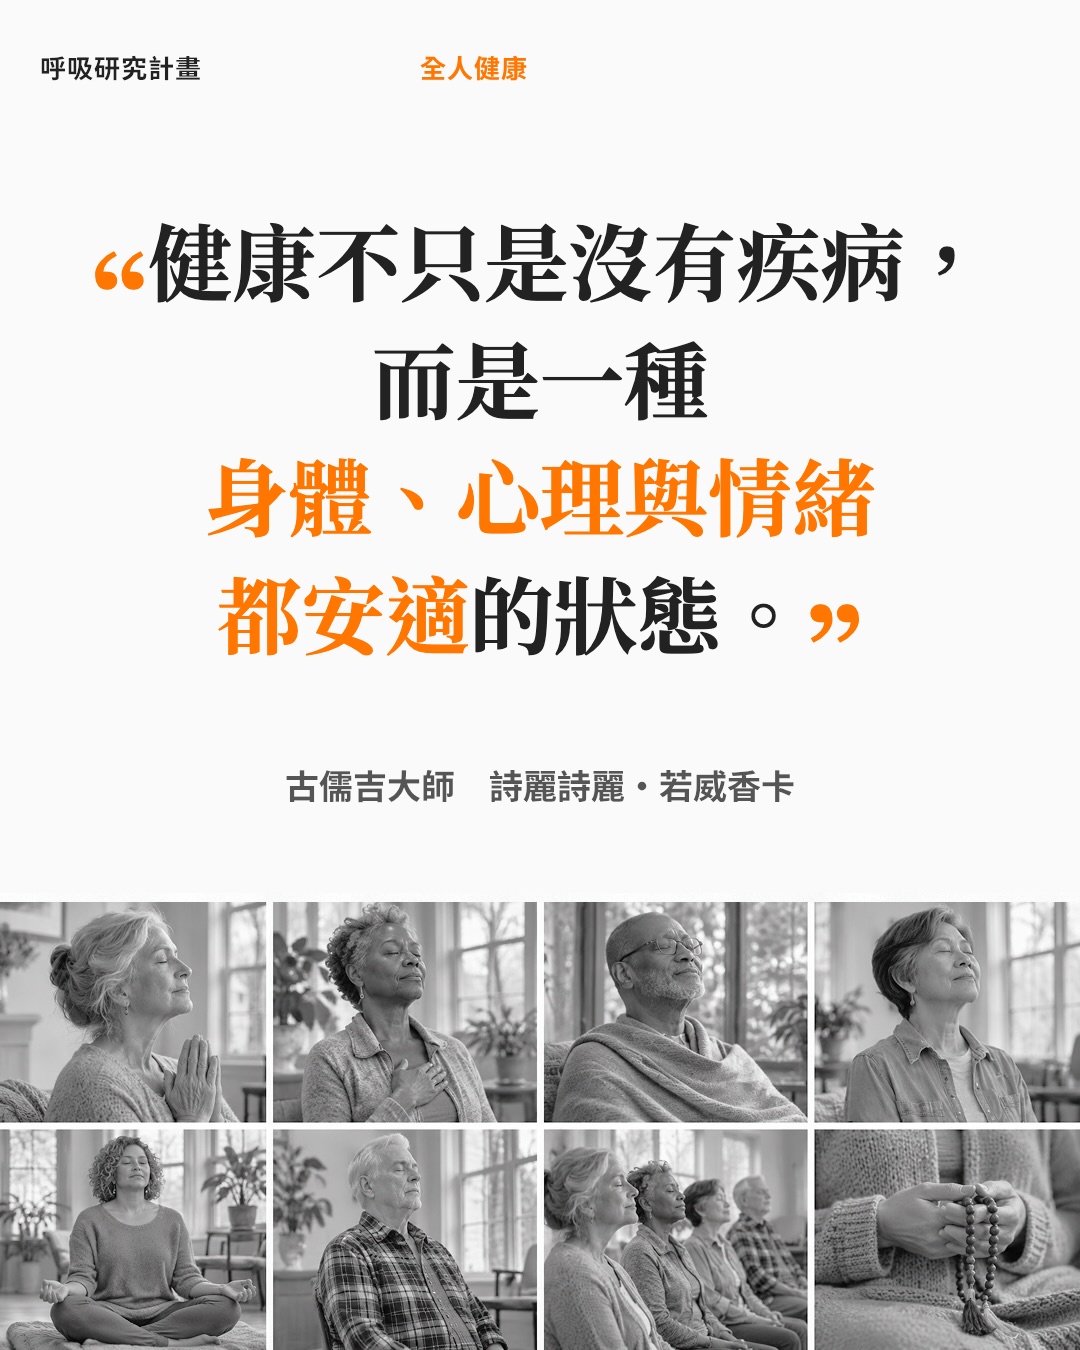 呼吸研究計畫
全人健康
“健康不只是沒有疾病，
而是一種
身體、心理與情緒
都安適的狀態。”
古儒吉大師　詩麗詩麗・若威香卡